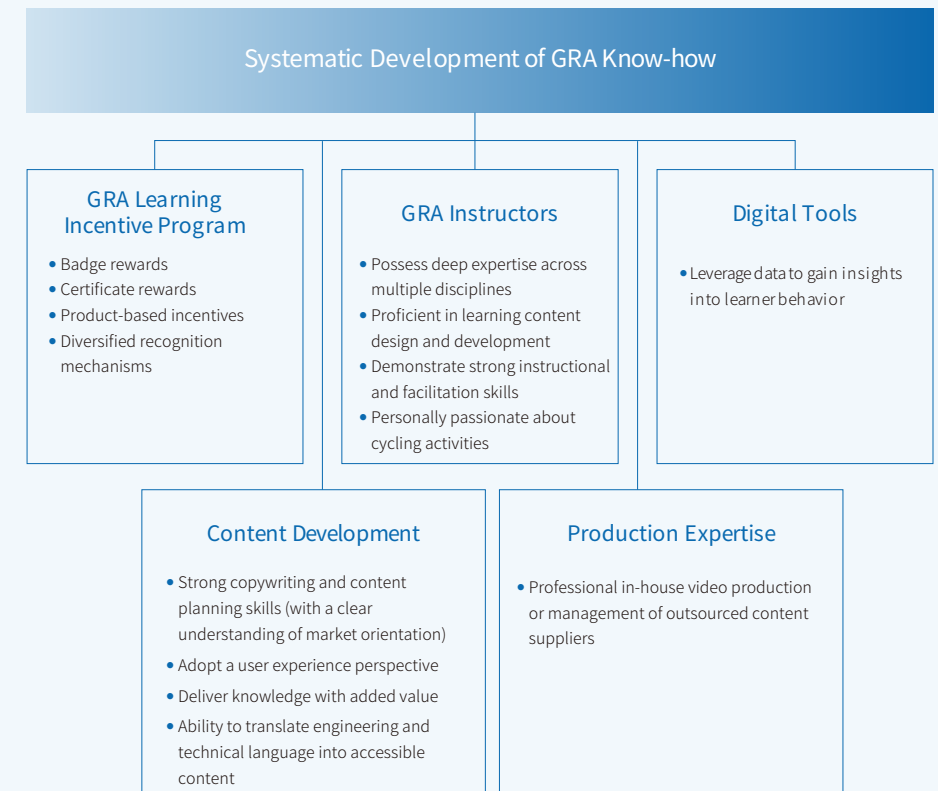 Systematic Development of GRA Know-how
GRA Learning
Incentive Program
• Badge rewards
• Certificate rewards
• Product-based incentives
• Diversified recognition
mechanisms
GRA Instructors
• Possess deep expertise across
multiple disciplines
• Proficient in learning content
design and development
• Demonstrate strong instructional
and facilitation skills
• Personally passionate about
cycling activities
Digital Tools
• Leverage data to gain insights
into learner behavior
Content Development
• Strong copywriting and content
planning skills (with a clear
understanding of market orientation)
• Adopt a user experience perspective
• Deliver knowledge with added value
• Ability to translate engineering and
technical language into accessible
content
Production Expertise
• Professional in-house video production
or management of outsourced content
suppliers